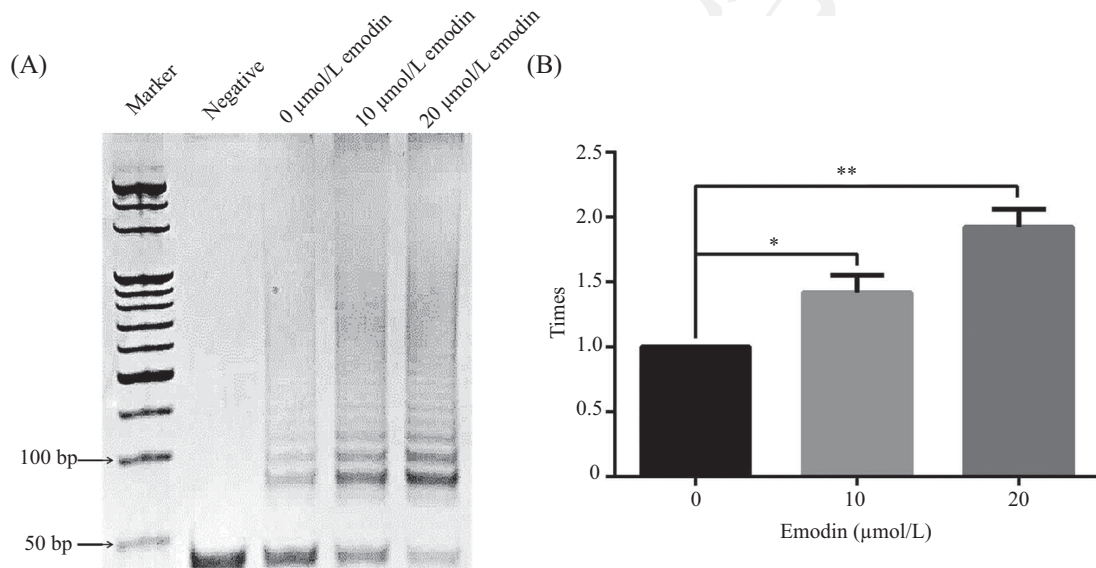 (A)
Marker
Negative
0 µmol/L emodin
10 µmol/L emodin
20 µmol/L emodin
100 bp
50 bp
(B)
Times
2.5
2.0
1.5
1.0
0.5
0
**
*
0 10 20
Emodin (µmol/L)